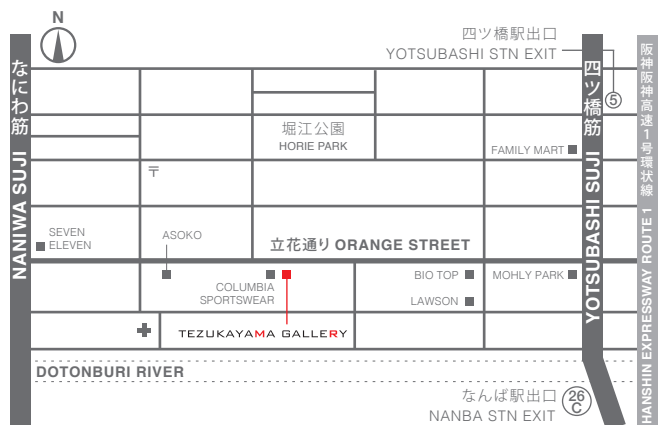 N
四ツ橋駅出口
YOTSUBASHI STN EXIT
5
なにわ筋
NANIWA SUJI
四ツ橋筋
YOTSUBASHI SUJI
阪神阪神高速1号環状線
HANSHIN EXPRESSWAY ROUTE 1
堀江公園
HORIE PARK
FAMILY MART
〒
SEVEN
ELEVEN
ASOKO
立花通り ORANGE STREET
COLUMBIA
SPORTSWEAR
BIO TOP
MOHLY PARK
LAWSON
TEZUKAYAMA GALLERY
DOTONBURI RIVER
なんば駅出口
NANBA STN EXIT
26
C